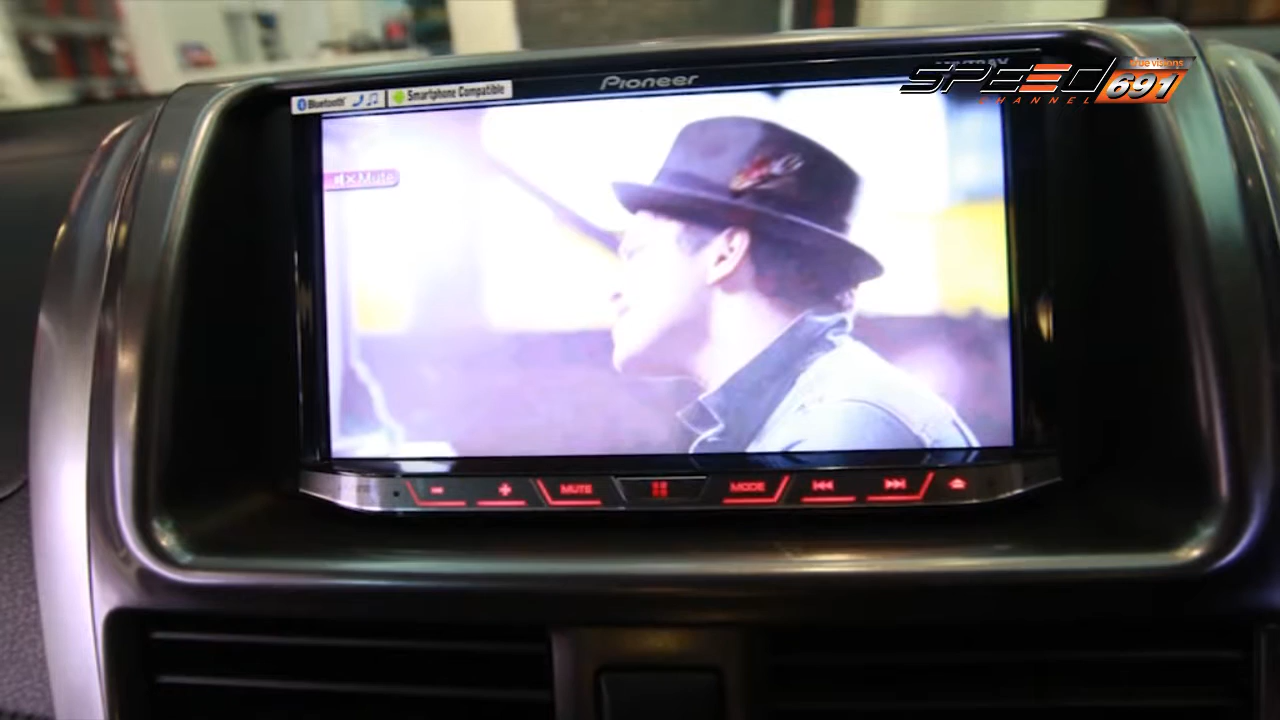 Pioneer
Bluetooth
Smartphone Compatible
Mute
MUTE
MODE
SPEED
CHANNEL
true visions
691